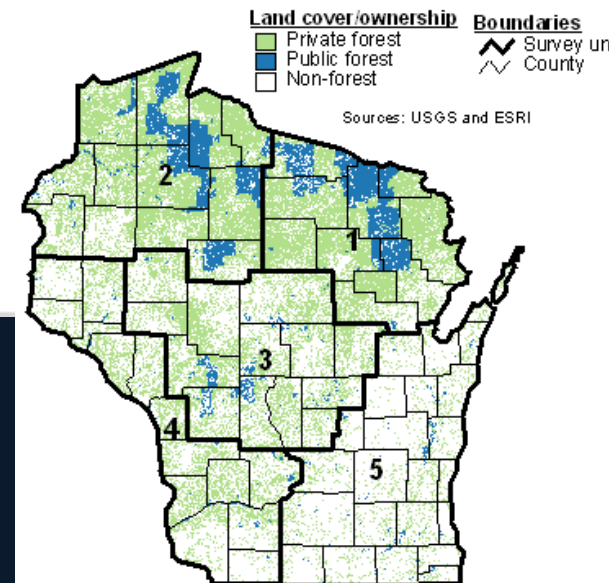 Land cover/ownership
Private forest
Public forest
Non-forest
Boundaries
Survey un
County
Sources: USGS and ESRI
2
1
3
4
5